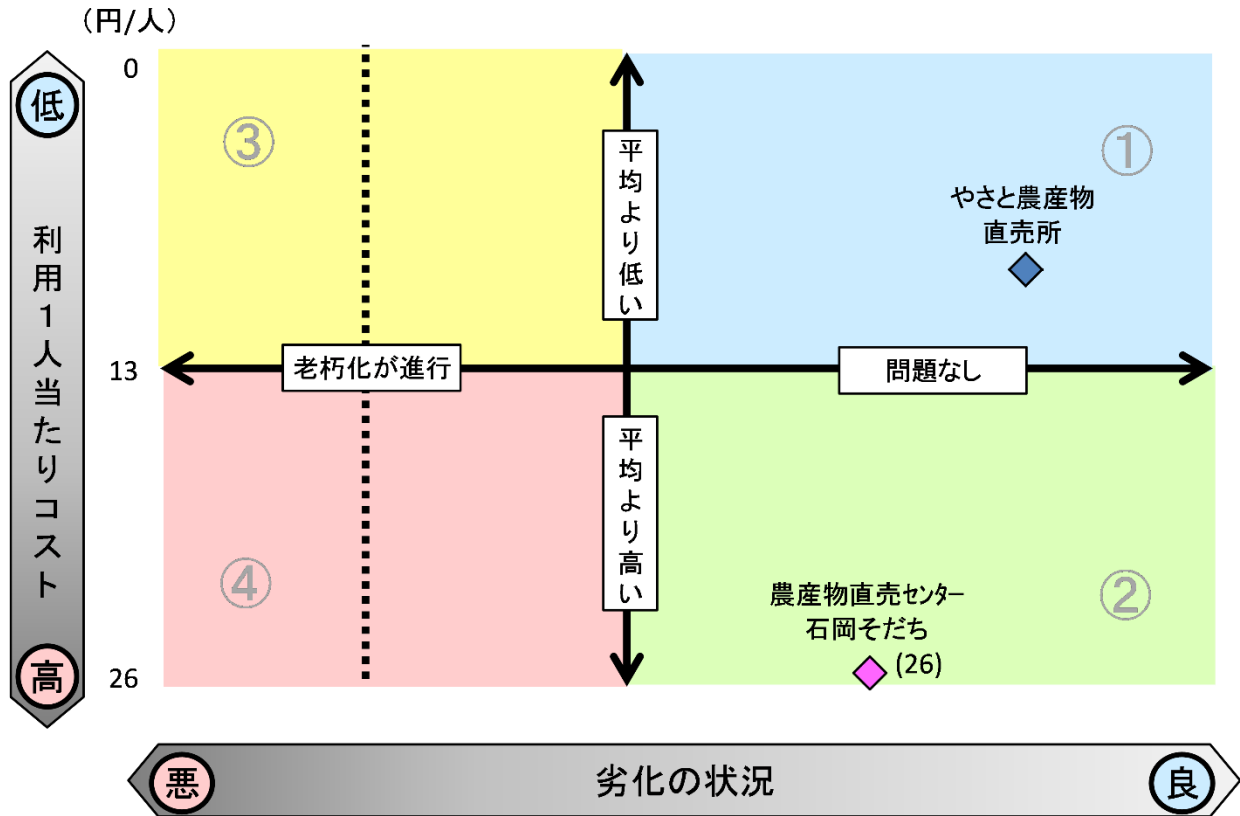 (円/人)
0
13
26
低
利用1人当たりコスト
高
③
①
④
②
平均より低い
平均より高い
老朽化が進行
問題なし
やさと農産物
直売所
農産物直売センター
石岡そだち
(26)
悪
劣化の状況
良